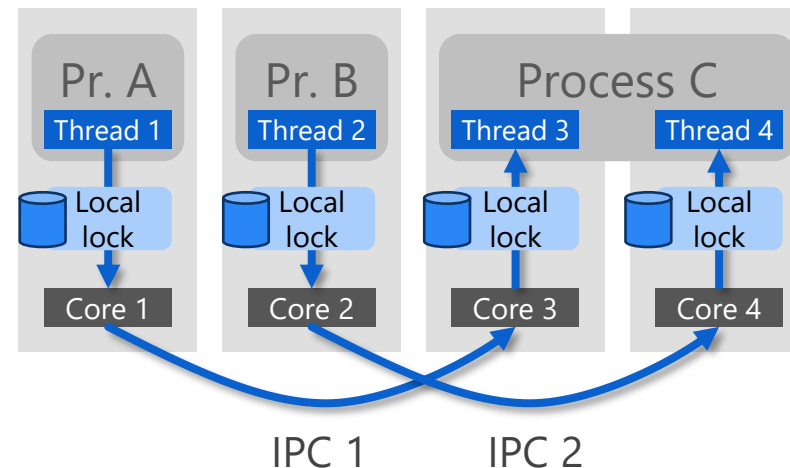 Pr. A
Pr. B
Process C
Thread 1
Thread 2
Thread 3
Thread 4
Local
lock
Local
lock
Local
lock
Local
lock
Core 1
Core 2
Core 3
Core 4
IPC 1
IPC 2